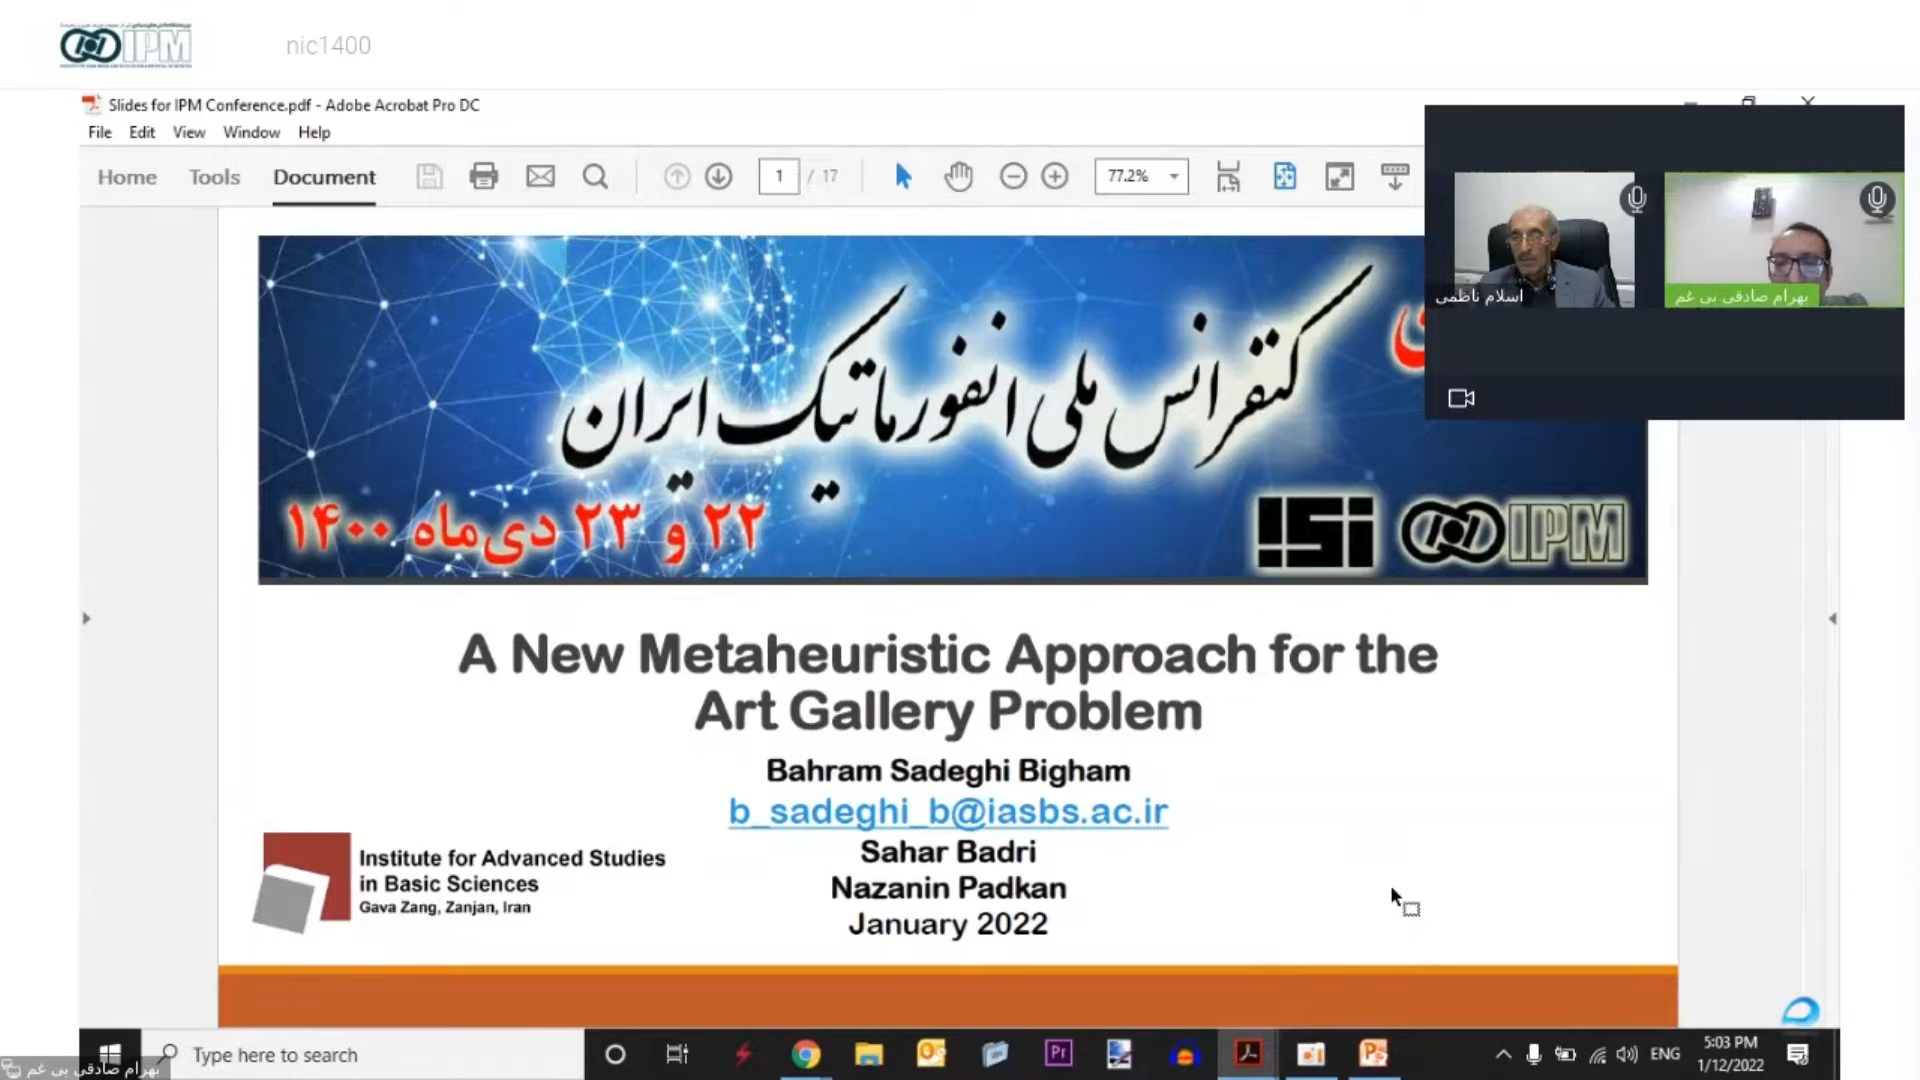 IPM
nic1400
Slides for IPM Conference.pdf - Adobe Acrobat Pro DC
File Edit View Window Help
Home Tools Document 1 / 17 77.2%
اسلام ناظمی
بهرام صادقی بی غم
کنفرانس ملی انفورماتیک ایران
۲۲ و ۲۳ دی‌ماه ۱۴۰۰
IPM
A New Metaheuristic Approach for the
Art Gallery Problem
Bahram Sadeghi Bigham
b_sadeghi_b@iasbs.ac.ir
Sahar Badri
Nazanin Padkan
January 2022
Institute for Advanced Studies
in Basic Sciences
Gava Zang, Zanjan, Iran
Type here to search
Pr
ENG
5:03 PM
1/12/2022
بهرام صادقی بی غم